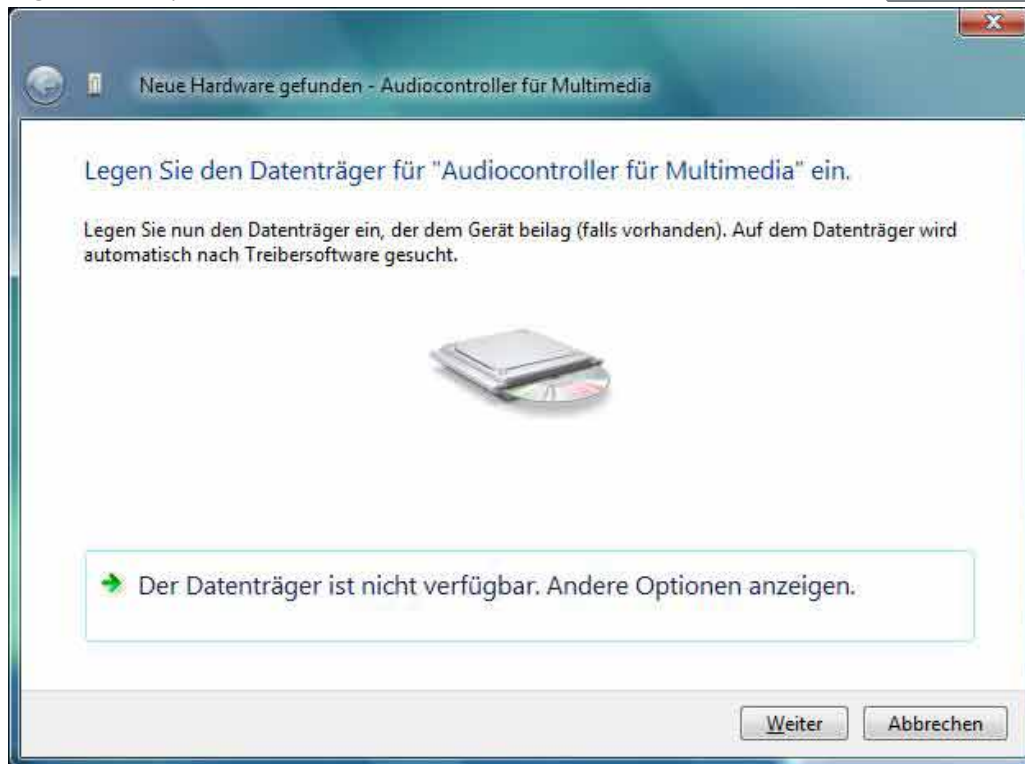 Neue Hardware gefunden - Audiocontroller für Multimedia
Legen Sie den Datenträger für "Audiocontroller für Multimedia" ein.
Legen Sie nun den Datenträger ein, der dem Gerät beilag (falls vorhanden). Auf dem Datenträger wird
automatisch nach Treibersoftware gesucht.
Der Datenträger ist nicht verfügbar. Andere Optionen anzeigen.
Weiter Abbrechen